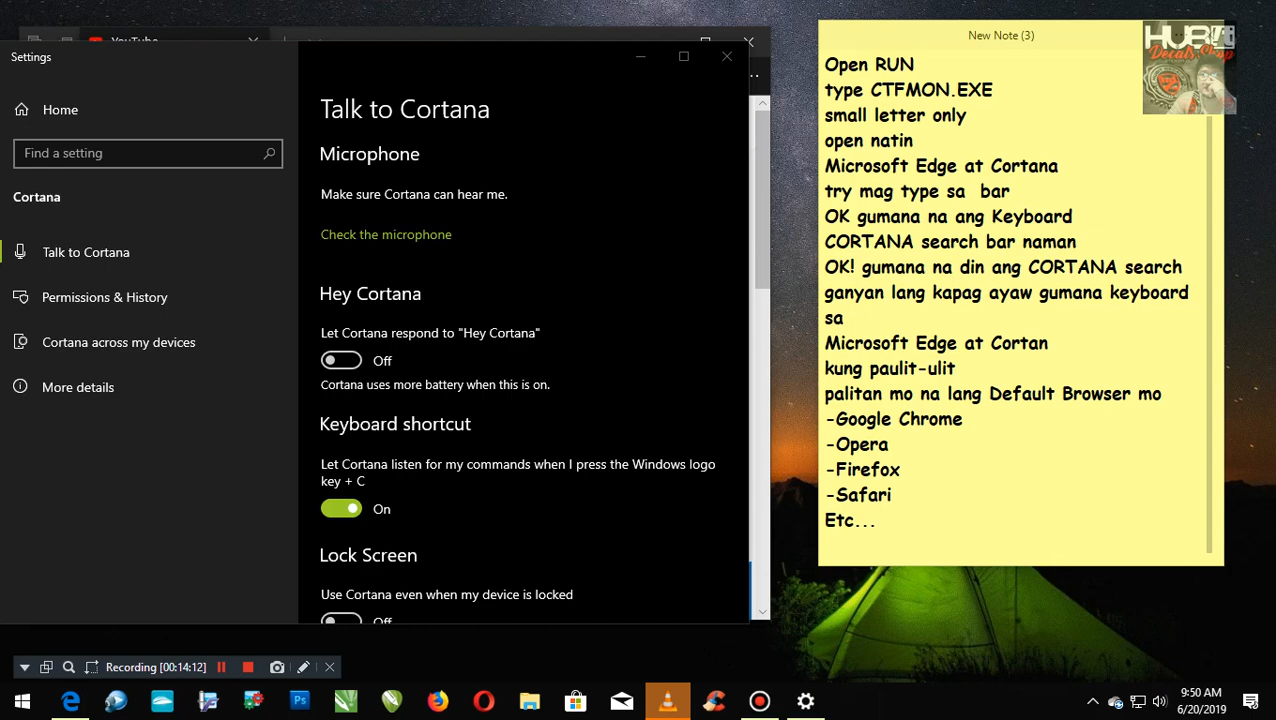 YouTube
Settings
Home
Find a setting
Cortana
Talk to Cortana
Permissions & History
Cortana across my devices
More details
Talk to Cortana
Microphone
Make sure Cortana can hear me.
Check the microphone
Hey Cortana
Let Cortana respond to "Hey Cortana"
Off
Cortana uses more battery when this is on.
Keyboard shortcut
Let Cortana listen for my commands when I press the Windows logo
key + C
On
Lock Screen
Use Cortana even when my device is locked
Off
New Note (3)
Open RUN
type CTFMON.EXE
small letter only
open natin
Microsoft Edge at Cortana
try mag type sa bar
OK gumana na ang Keyboard
CORTANA search bar naman
OK! gumana na din ang CORTANA search
ganyan lang kapag ayaw gumana keyboard
sa
Microsoft Edge at Cortan
kung paulit-ulit
palitan mo na lang Default Browser mo
-Google Chrome
-Opera
-Firefox
-Safari
Etc...
Decals Shop
Recording [00:14:12]
Ps
9:50 AM
6/20/2019